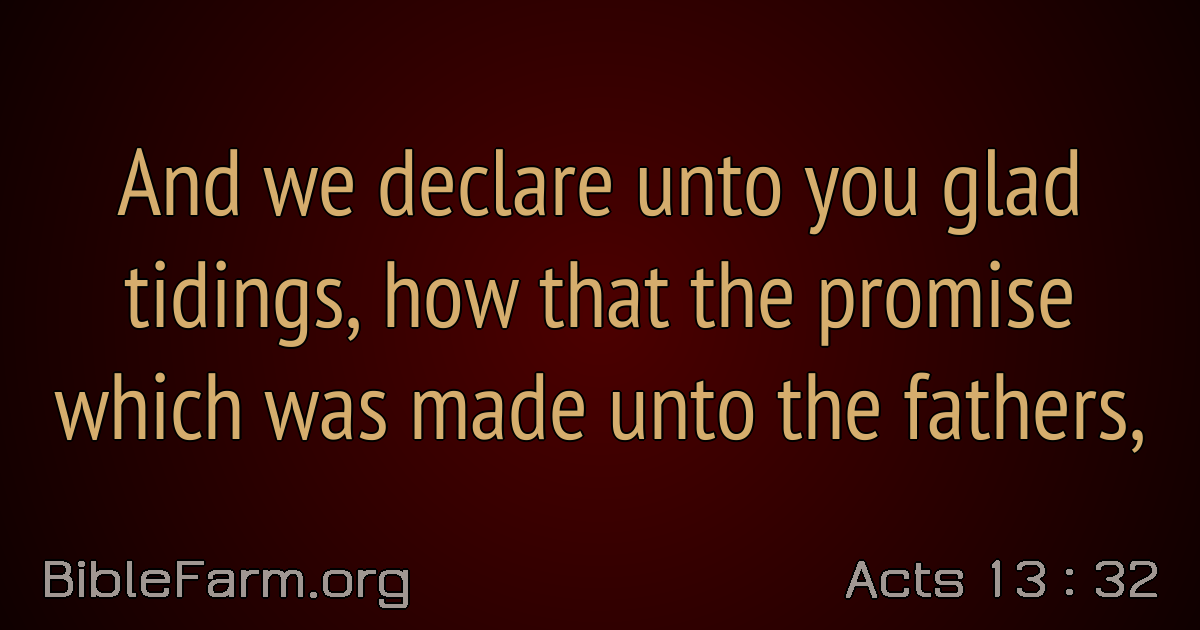 And we declare unto you glad
tidings, how that the promise
which was made unto the fathers,
BibleFarm.org
Acts 13 : 32